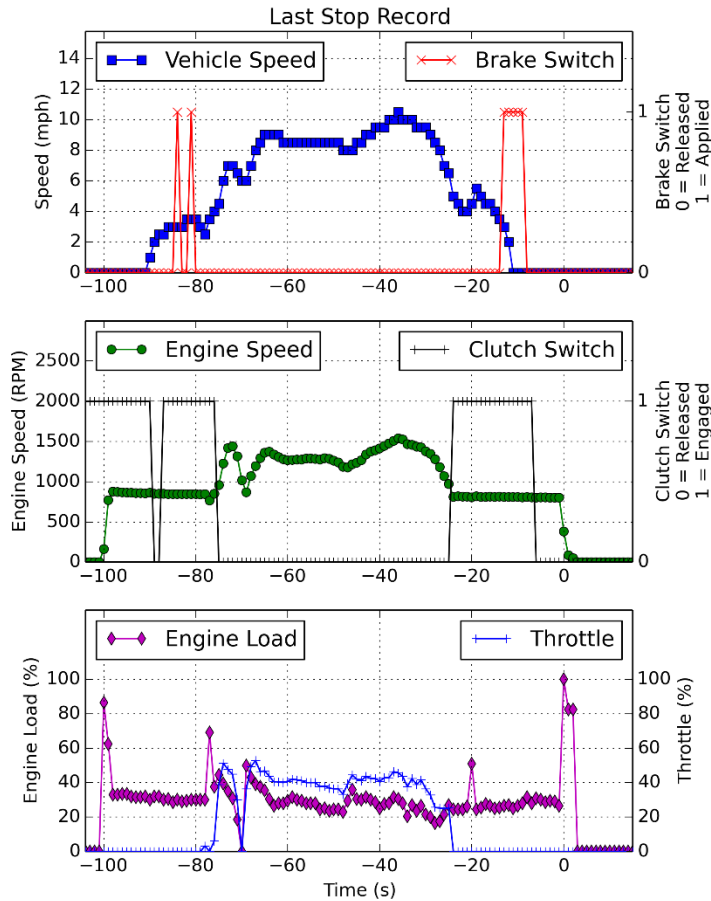 Last Stop Record
Vehicle Speed
Brake Switch
Speed (mph)
14
12
10
8
6
4
2
0
1
0
Brake Switch
0 = Released
1 = Applied
−100 −80 −60 −40 −20 0
Engine Speed
Clutch Switch
Engine Speed (RPM)
2500
2000
1500
1000
500
0
1
0
Clutch Switch
0 = Released
1 = Engaged
−100 −80 −60 −40 −20 0
Engine Load
Throttle
Engine Load (%)
100
80
60
40
20
0
100
80
60
40
20
0
Throttle (%)
−100 −80 −60 −40 −20 0
Time (s)